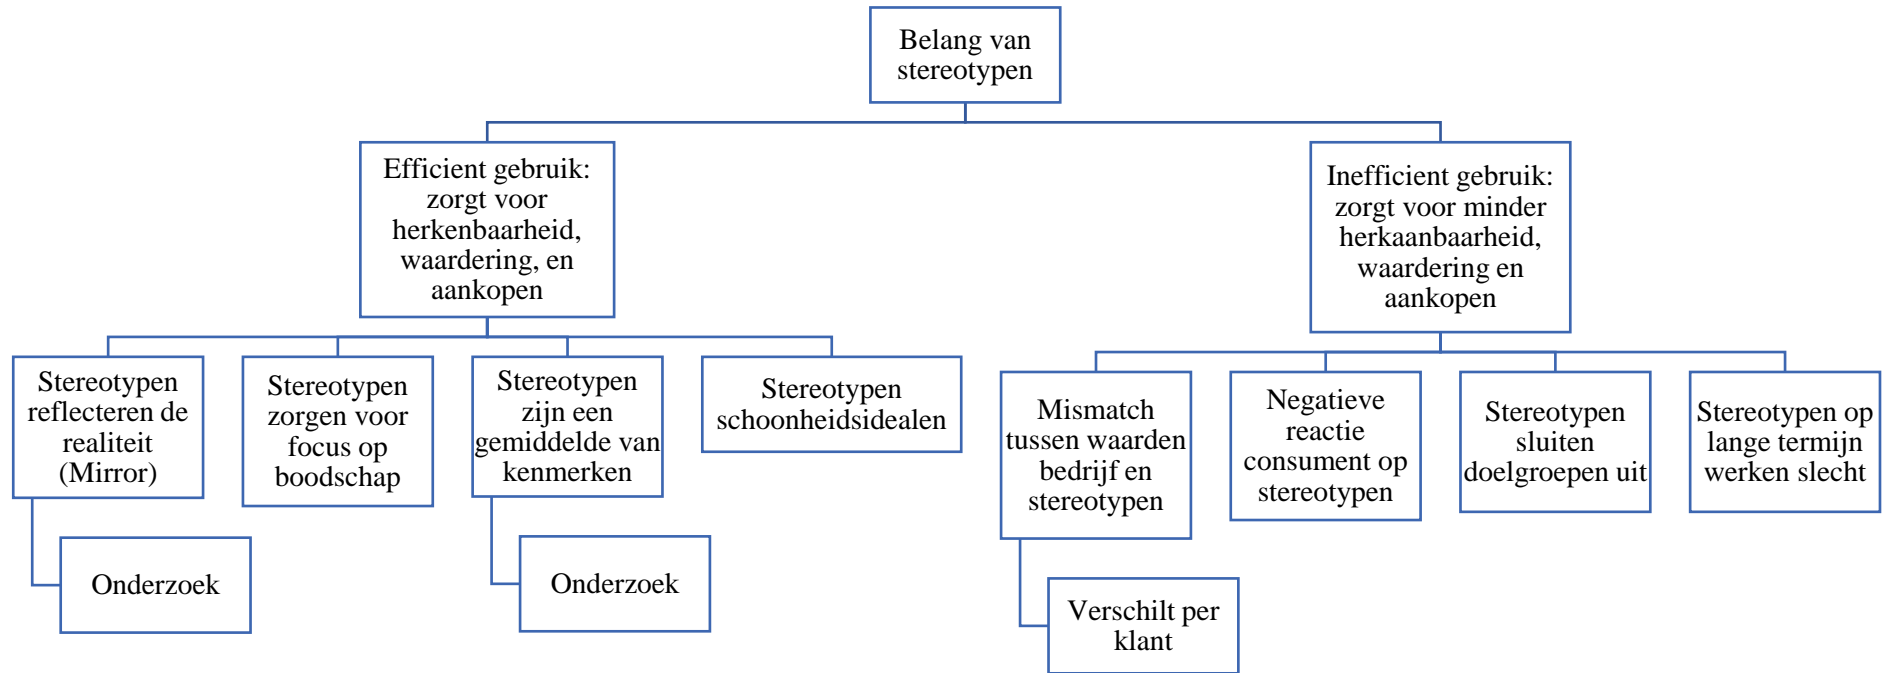 Belang van
stereotypen
Efficient gebruik:
zorgt voor
herkenbaarheid,
waardering, en
aankopen
Inefficient gebruik:
zorgt voor minder
herkaanbaarheid,
waardering en
aankopen
Stereotypen
reflecteren de
realiteit
(Mirror)
Stereotypen
zorgen voor
focus op
boodschap
Stereotypen
zijn een
gemiddelde van
kenmerken
Stereotypen
schoonheidsidealen
Mismatch
tussen waarden
bedrijf en
stereotypen
Negatieve
reactie
consument op
stereotypen
Stereotypen
sluiten
doelgroepen uit
Stereotypen op
lange termijn
werken slecht
Onderzoek
Onderzoek
Verschilt per
klant